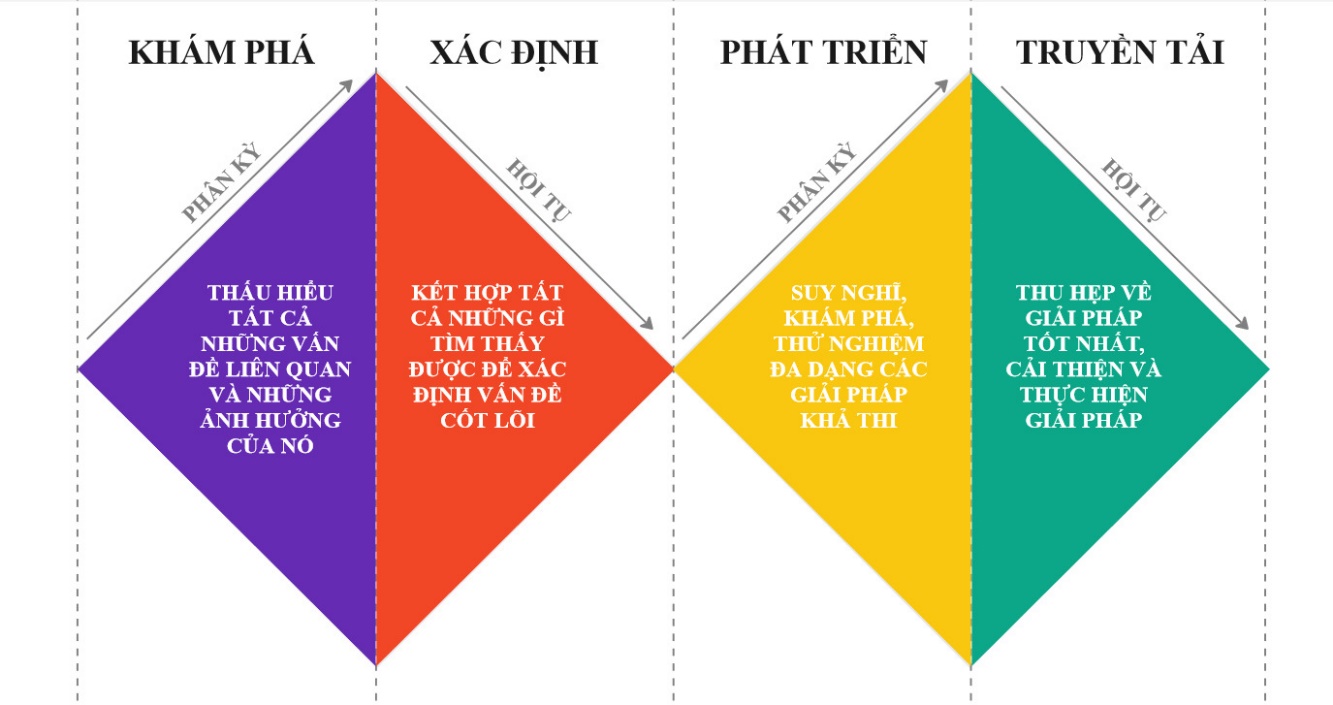 KHÁM PHÁ
XÁC ĐỊNH
PHÁT TRIỂN
TRUYỀN TẢI
PHÂN KỲ
HỘI TỤ
PHÂN KỲ
HỘI TỤ
THẤU HIỂU
TẤT CẢ
NHỮNG VẤN
ĐỀ LIÊN QUAN
VÀ NHỮNG
ẢNH HƯỞNG
CỦA NÓ
KẾT HỢP TẤT
CẢ NHỮNG GÌ
TÌM THẤY
ĐƯỢC ĐỂ XÁC
ĐỊNH VẤN ĐỀ
CỐT LÕI
SUY NGHĨ,
KHÁM PHÁ,
THỬ NGHIỆM
ĐA DẠNG CÁC
GIẢI PHÁP
KHẢ THI
THU HẸP VỀ
GIẢI PHÁP
TỐT NHẤT,
CẢI THIỆN VÀ
THỰC HIỆN
GIẢI PHÁP